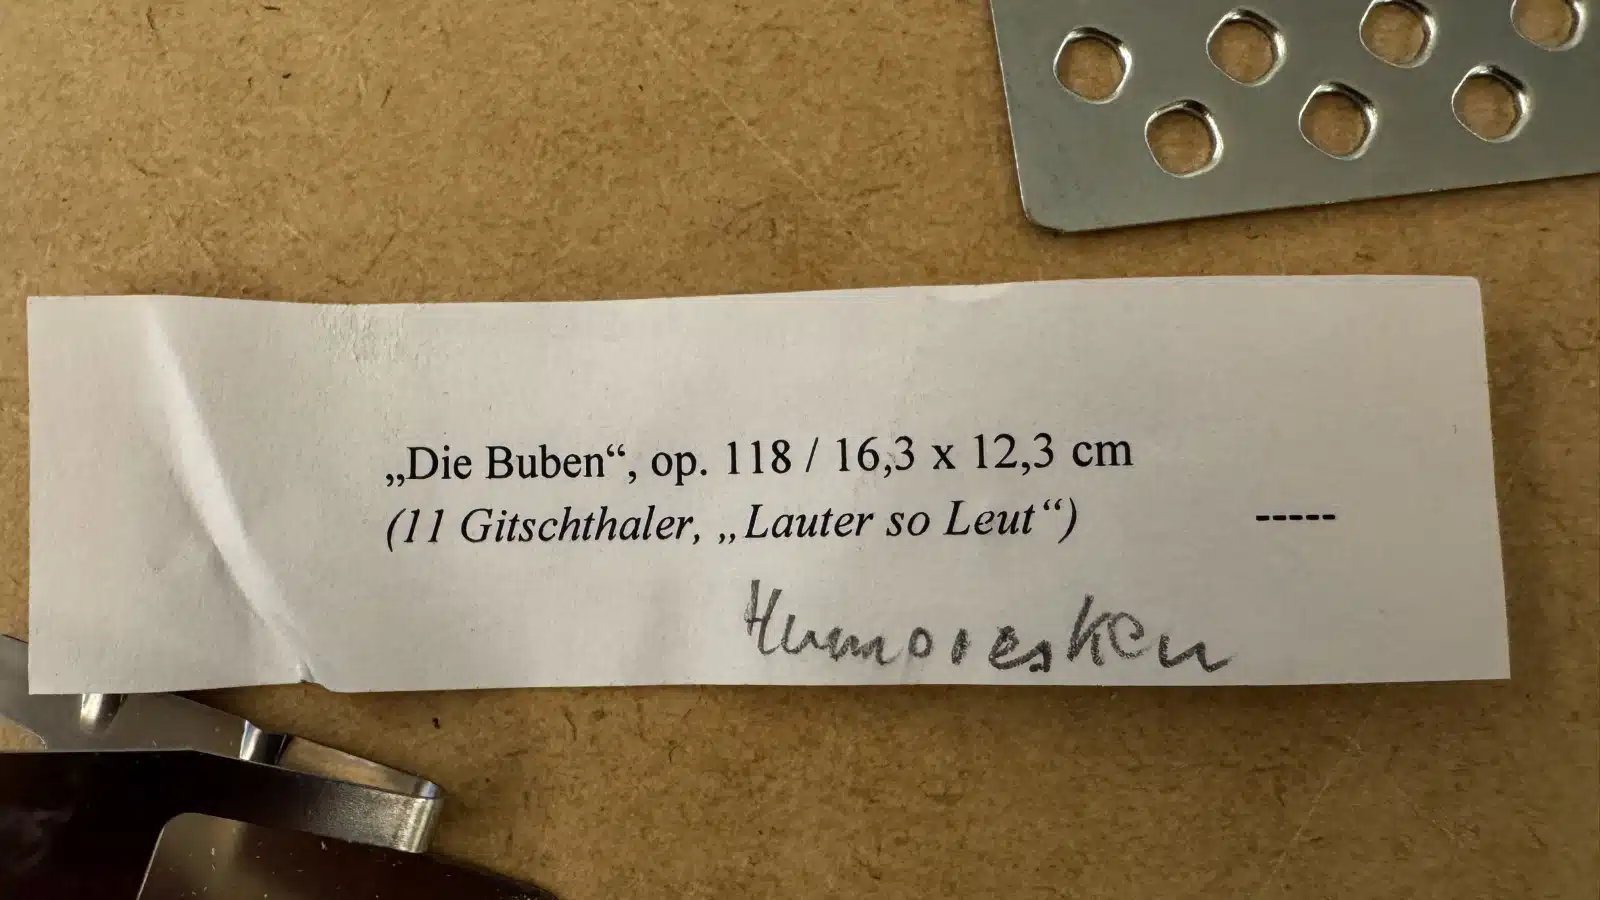 „Die Buben“, op. 118 / 16,3 x 12,3 cm
(11 Gitschthaler, „Lauter so Leut“) -----
Humoresken